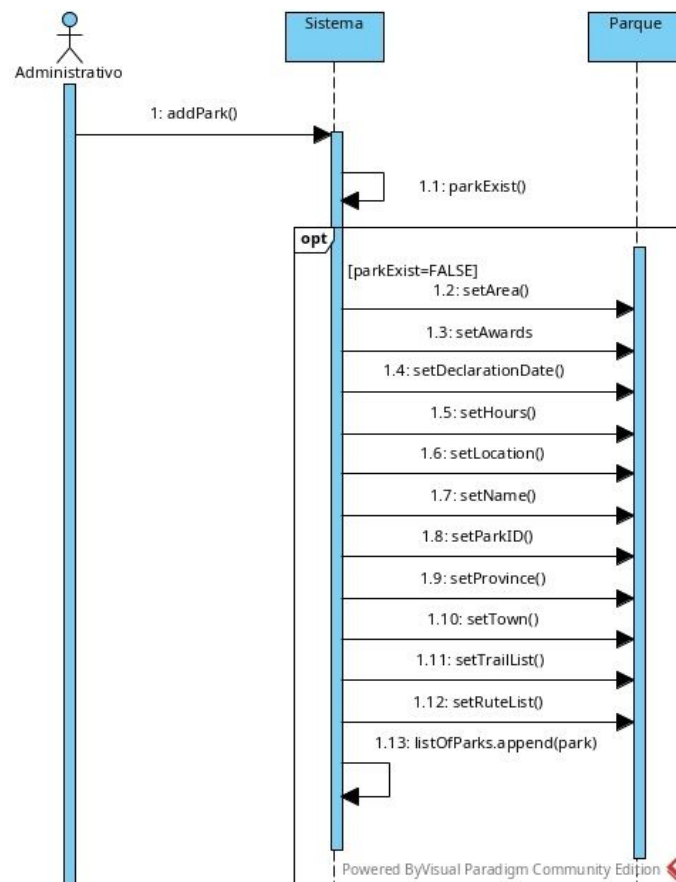 Sistema
Parque
Administrativo
1: addPark()
1.1: parkExist()
opt
[parkExist=FALSE]
1.2: setArea()
1.3: setAwards
1.4: setDeclarationDate()
1.5: setHours()
1.6: setLocation()
1.7: setName()
1.8: setParkID()
1.9: setProvince()
1.10: setTown()
1.11: setTrailList()
1.12: setRuteList()
1.13: listOfParks.append(park)
Powered ByVisual Paradigm Community Edition